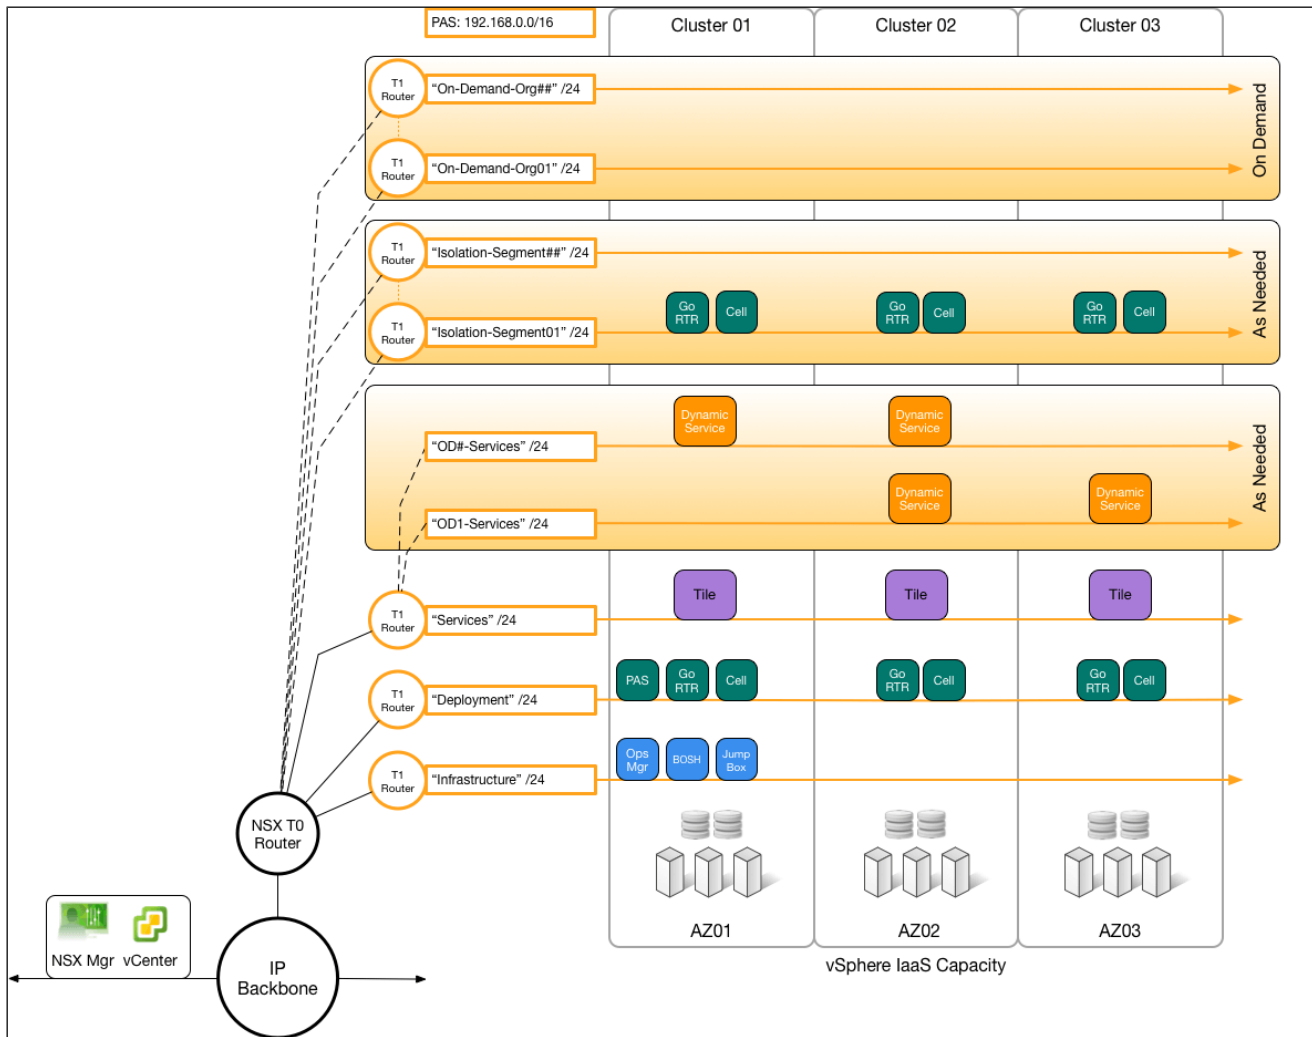 PAS: 192.168.0.0/16
Cluster 01
Cluster 02
Cluster 03
T1
Router
“On-Demand-Org##” /24
T1
Router
“On-Demand-Org01” /24
On Demand
T1
Router
“Isolation-Segment##” /24
T1
Router
“Isolation-Segment01” /24
Go
RTR
Cell
Go
RTR
Cell
Go
RTR
Cell
As Needed
Dynamic
Service
Dynamic
Service
“OD#-Services” /24
Dynamic
Service
Dynamic
Service
“OD1-Services” /24
As Needed
T1
Router
“Services” /24
Tile
Tile
Tile
T1
Router
“Deployment” /24
PAS
Go
RTR
Cell
Go
RTR
Cell
Go
RTR
Cell
T1
Router
“Infrastructure” /24
Ops
Mgr
BOSH
Jump
Box
NSX T0
Router
AZ01
AZ02
AZ03
vSphere IaaS Capacity
NSX Mgr
vCenter
IP
Backbone